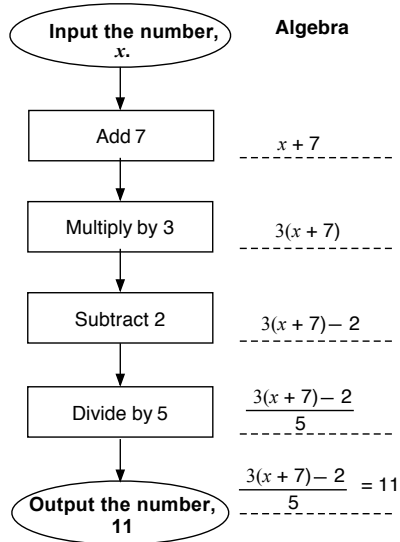 Input the number,
x.
Algebra
Add 7
x + 7
Multiply by 3
3(x + 7)
Subtract 2
3(x + 7) – 2
Divide by 5
3(x + 7) – 2
5
Output the number,
11
3(x + 7) – 2
5
= 11